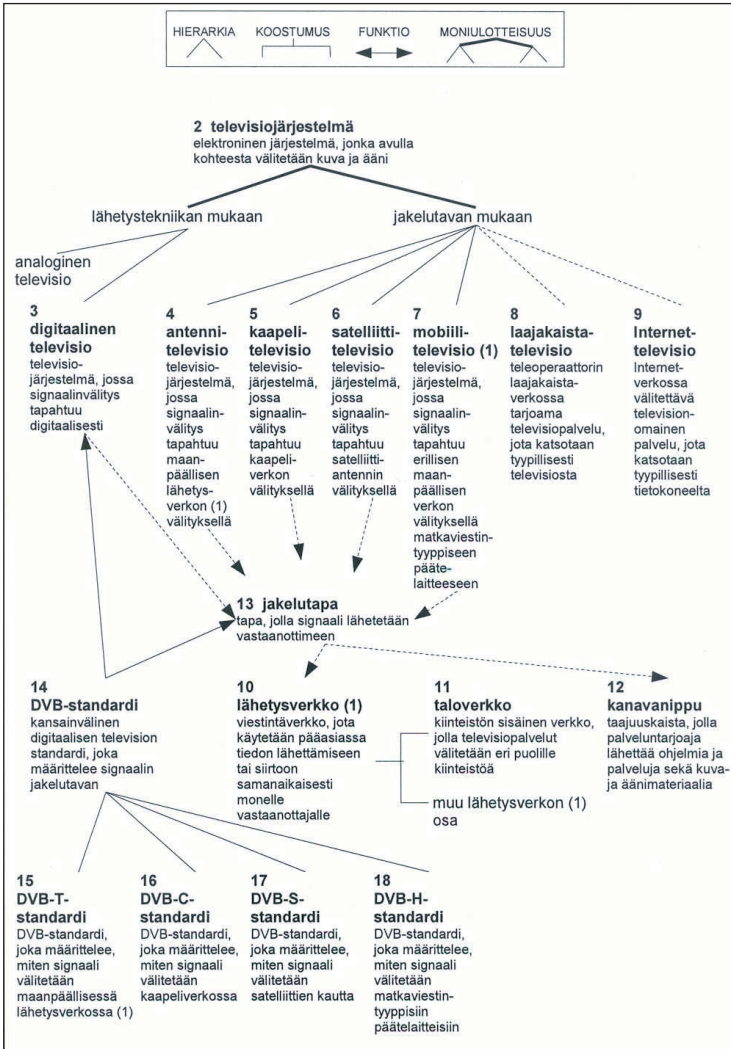 HIERARKIA KOOSTUMUS FUNKTIO MONIULOTTEISUUS
2 televisiojärjestelmä
elektroninen järjestelmä, jonka avulla
kohteesta välitetään kuva ja ääni
lähetystekniikan mukaan
jakelutavan mukaan
analoginen
televisio
3
digitaalinen
televisio
televisio-
järjestelmä, jossa
signaalinvälitys
tapahtuu
digitaalisesti
4
antenni-
televisio
televisio-
järjestelmä,
jossa
signaalin-
välitys
tapahtuu
maan-
päällisen
lähetys-
verkon (1)
välityksellä
5
kaapeli-
televisio
televisio-
järjestelmä,
jossa
signaalin-
välitys
tapahtuu
kaapeli-
verkon
välityksellä
6
satelliitti-
televisio
televisio-
järjestelmä,
jossa
signaalin-
välitys
tapahtuu
satelliitti-
antennin
välityksellä
7
mobiili-
televisio (1)
televisio-
järjestelmä,
jossa
signaalin-
välitys
tapahtuu
erillisen
maan-
päällisen
verkon
välityksellä
matkaviestin-
tyyppiseen
pääte-
laitteeseen
8
laajakaista-
televisio
teleoperaattorin
laajakaista-
verkossa
tarjoama
televisiopalvelu,
jota katsotaan
tyypillisesti
televisiosta
9
Internet-
televisio
Internet-
verkossa
välitettävä
television-
omainen
palvelu, jota
katsotaan
tyypillisesti
tietokoneelta
13 jakelutapa
tapa, jolla signaali lähetetään
vastaanottimeen
14
DVB-standardi
kansainvälinen
digitaalisen television
standardi, joka
määrittelee signaalin
jakelutavan
10
lähetysverkko (1)
viestintäverkko, jota
käytetään pääasiassa
tiedon lähettämiseen
tai siirtoon
samanaikaisesti
monelle
vastaanottajalle
11
taloverkko
kiinteistön sisäinen verkko,
jolla televisiopalvelut
välitetään eri puolille
kiinteistöä
muu lähetysverkon (1)
osa
12
kanavanippu
taajuuskaista, jolla
palveluntarjoaja
lähettää ohjelmia ja
palveluja sekä kuva-
ja äänimateriaalia
15
DVB-T-
standardi
DVB-standardi,
joka määrittelee,
miten signaali
välitetään
maanpäällisessä
lähetysverkossa (1)
16
DVB-C-
standardi
DVB-standardi,
joka määrittelee,
miten signaali
välitetään
kaapeliverkossa
17
DVB-S-
standardi
DVB-standardi,
joka määrittelee,
miten signaali
välitetään
satelliittien kautta
18
DVB-H-
standardi
DVB-standardi,
joka määrittelee,
miten signaali
välitetään
matkaviestin-
tyyppisiin
päätelaitteisiin